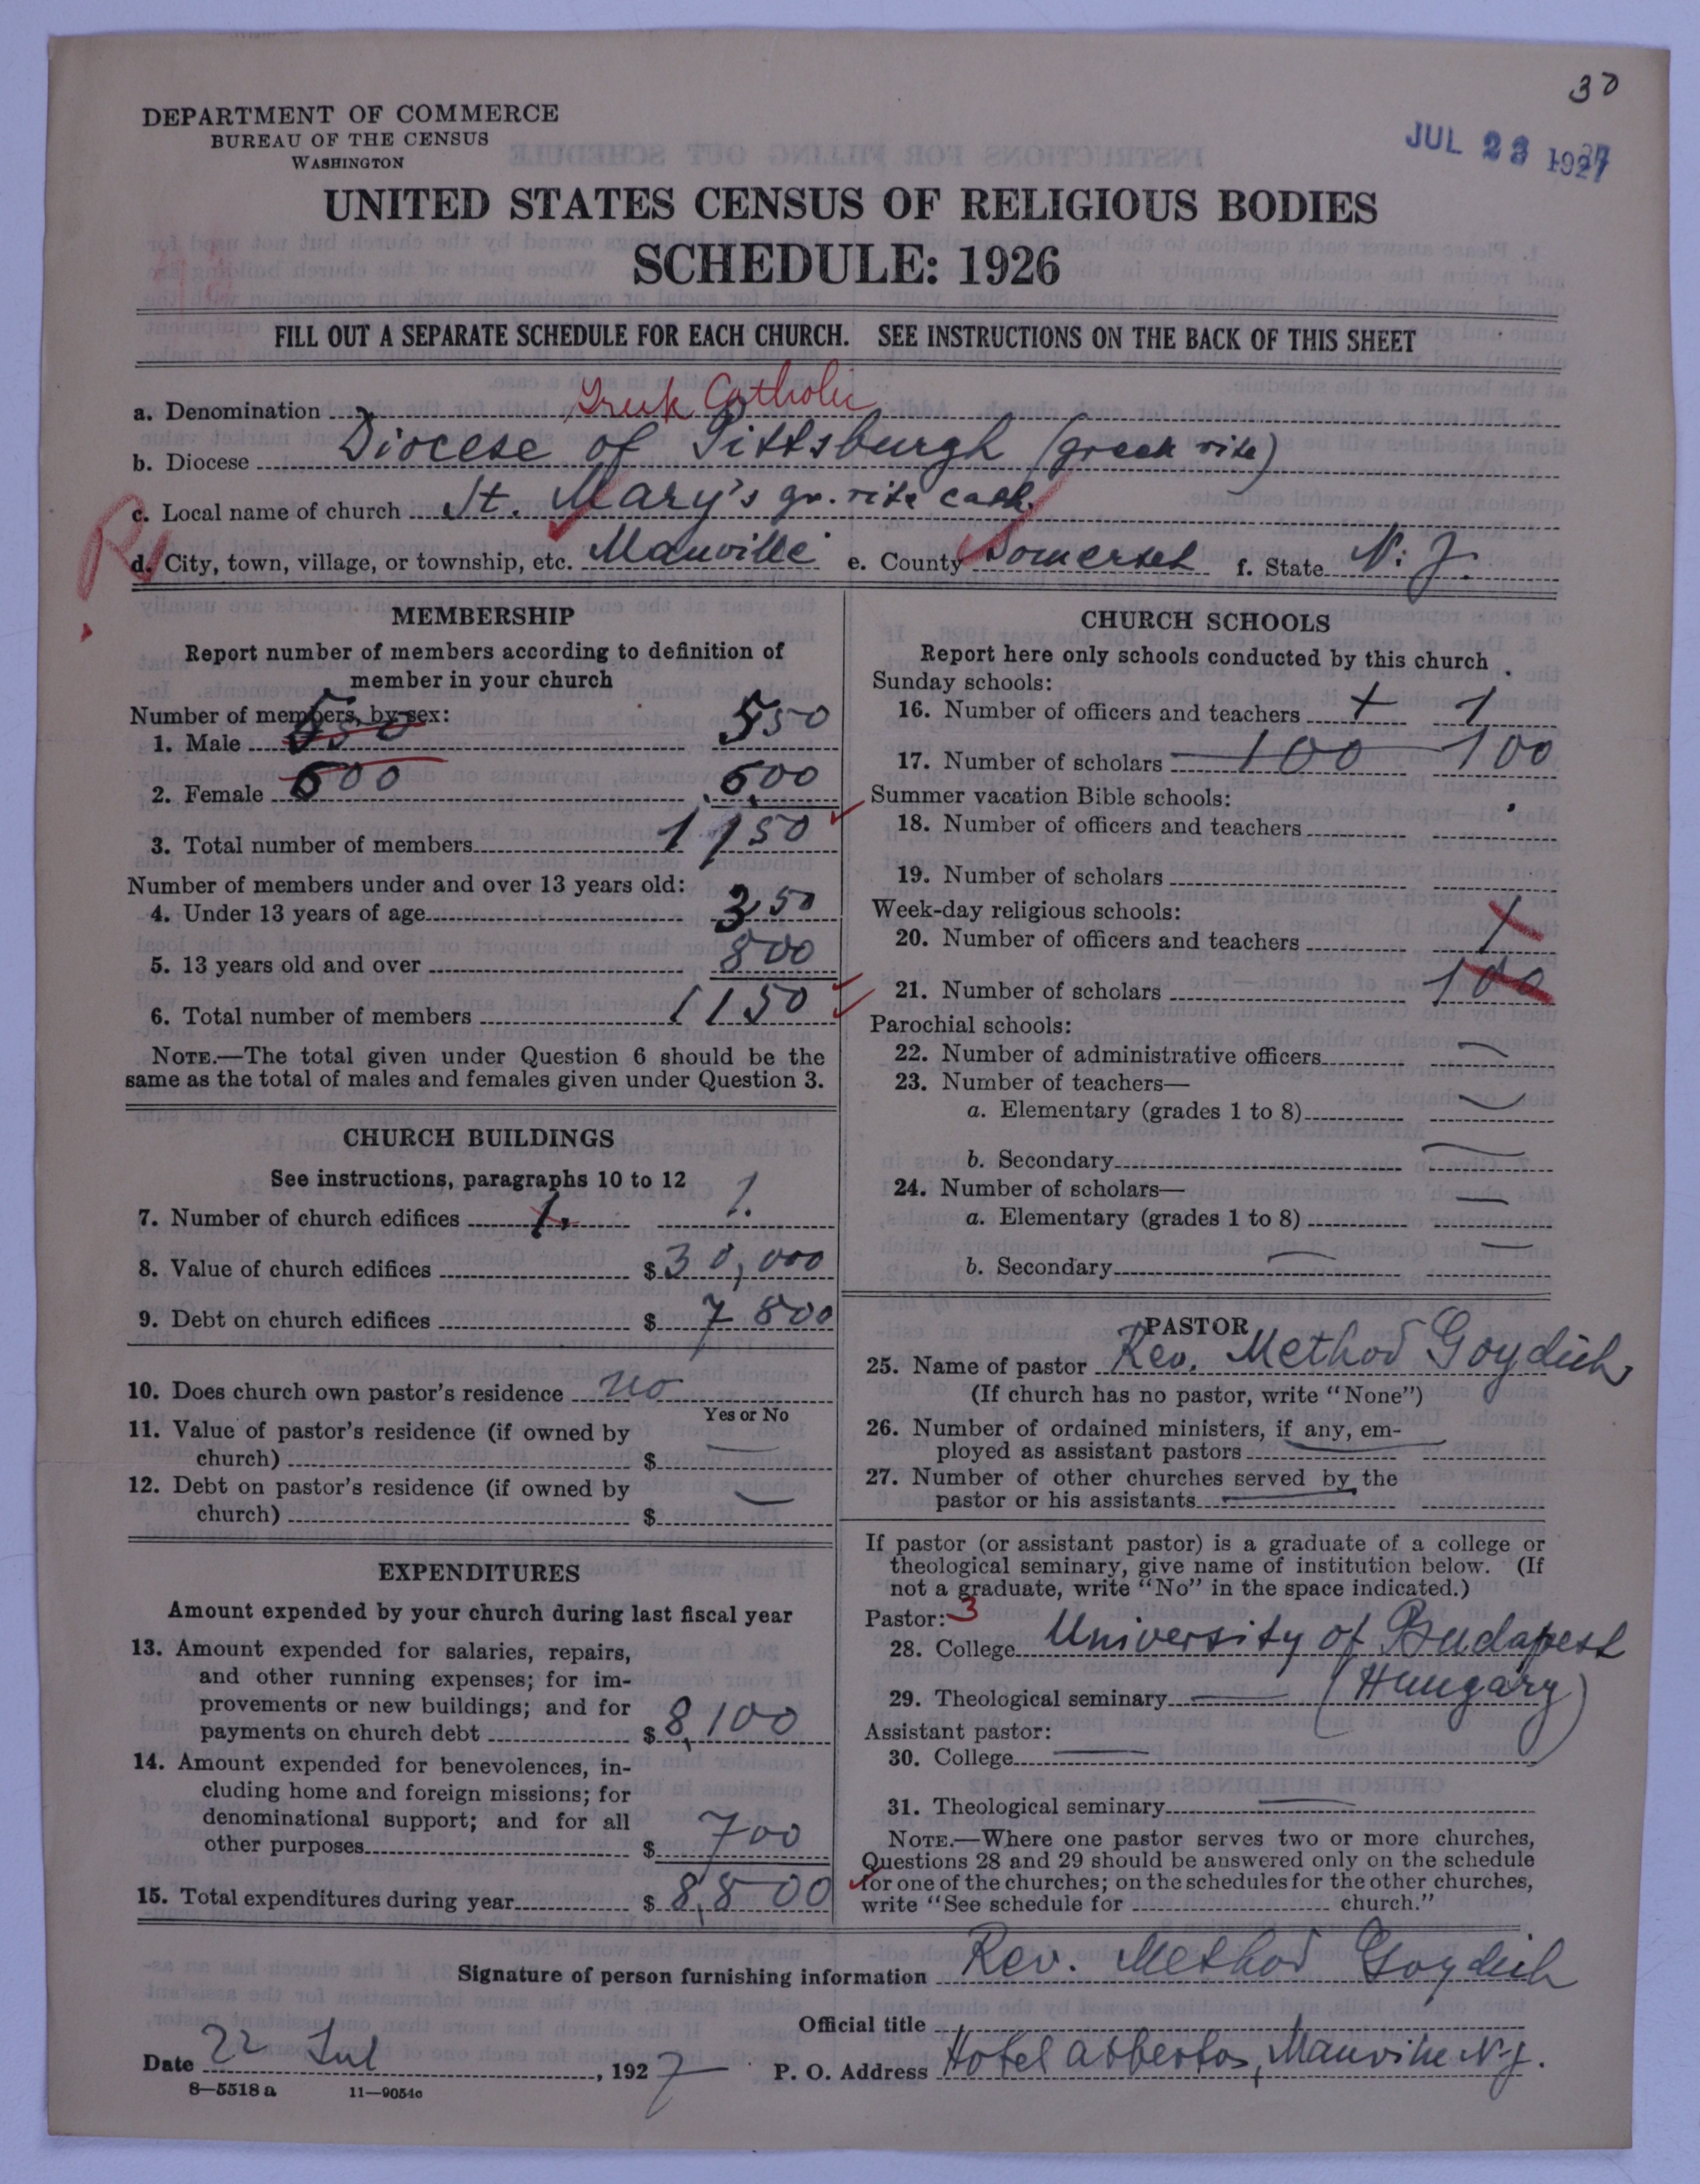 30
JUL 23 1927
DEPARTMENT OF COMMERCE
BUREAU OF THE CENSUS
WASHINGTON
UNITED STATES CENSUS OF RELIGIOUS BODIES
SCHEDULE: 1926
FILL OUT A SEPARATE SCHEDULE FOR EACH CHURCH. SEE INSTRUCTIONS ON THE BACK OF THIS SHEET
a. Denomination Greek Catholic
b. Diocese Diocese of Pittsburgh (greek rite)
c. Local name of church St. Mary's gr. rite cath.
d. City, town, village, or township, etc. Manville e. County Somerset f. State N. J.
MEMBERSHIP
Report number of members according to definition of
member in your church
Number of members, by sex:
1. Male 550 550
2. Female 600 600
3. Total number of members 1150
Number of members under and over 13 years old:
4. Under 13 years of age 350
5. 13 years old and over 800
6. Total number of members 1150
NOTE.—The total given under Question 6 should be the
same as the total of males and females given under Question 3.
CHURCH BUILDINGS
See instructions, paragraphs 10 to 12
7. Number of church edifices 1. 1.
8. Value of church edifices $ 30,000
9. Debt on church edifices $ 7800
10. Does church own pastor's residence no
Yes or No
11. Value of pastor's residence (if owned by
church) $ —
12. Debt on pastor's residence (if owned by
church) $ —
EXPENDITURES
Amount expended by your church during last fiscal year
13. Amount expended for salaries, repairs,
and other running expenses; for im-
provements or new buildings; and for
payments on church debt $ 8,100
14. Amount expended for benevolences, in-
cluding home and foreign missions; for
denominational support; and for all
other purposes $ 700
15. Total expenditures during year $ 8,800
CHURCH SCHOOLS
Report here only schools conducted by this church
Sunday schools:
16. Number of officers and teachers 1 1
17. Number of scholars 100 100
Summer vacation Bible schools:
18. Number of officers and teachers
19. Number of scholars
Week-day religious schools:
20. Number of officers and teachers 1
21. Number of scholars 100
Parochial schools:
22. Number of administrative officers —
23. Number of teachers—
a. Elementary (grades 1 to 8) —
b. Secondary —
24. Number of scholars—
a. Elementary (grades 1 to 8) —
b. Secondary — —
PASTOR
25. Name of pastor Rev. Method Goydich
(If church has no pastor, write "None")
26. Number of ordained ministers, if any, em-
ployed as assistant pastors —
27. Number of other churches served by the
pastor or his assistants —
If pastor (or assistant pastor) is a graduate of a college or
theological seminary, give name of institution below. (If
not a graduate, write "No" in the space indicated.)
Pastor: 3
28. College University of Budapest
29. Theological seminary — (Hungary)
Assistant pastor:
30. College —
31. Theological seminary —
NOTE.—Where one pastor serves two or more churches,
Questions 28 and 29 should be answered only on the schedule
for one of the churches; on the schedules for the other churches,
write "See schedule for church."
Signature of person furnishing information Rev. Method Goydich
Official title
Date 22 Jul, 1927 P. O. Address Hotel Asbestos, Manville N.J.
8—5518 a 11—9054c